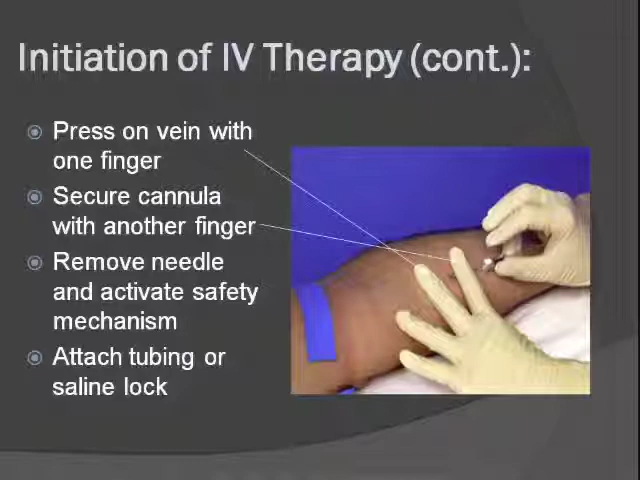 Initiation of IV Therapy (cont.):
Press on vein with
one finger
Secure cannula
with another finger
Remove needle
and activate safety
mechanism
Attach tubing or
saline lock